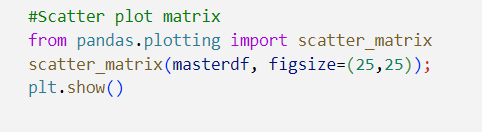 #Scatter plot matrix
from pandas.plotting import scatter_matrix
scatter_matrix(masterdf, figsize=(25,25));
plt.show()